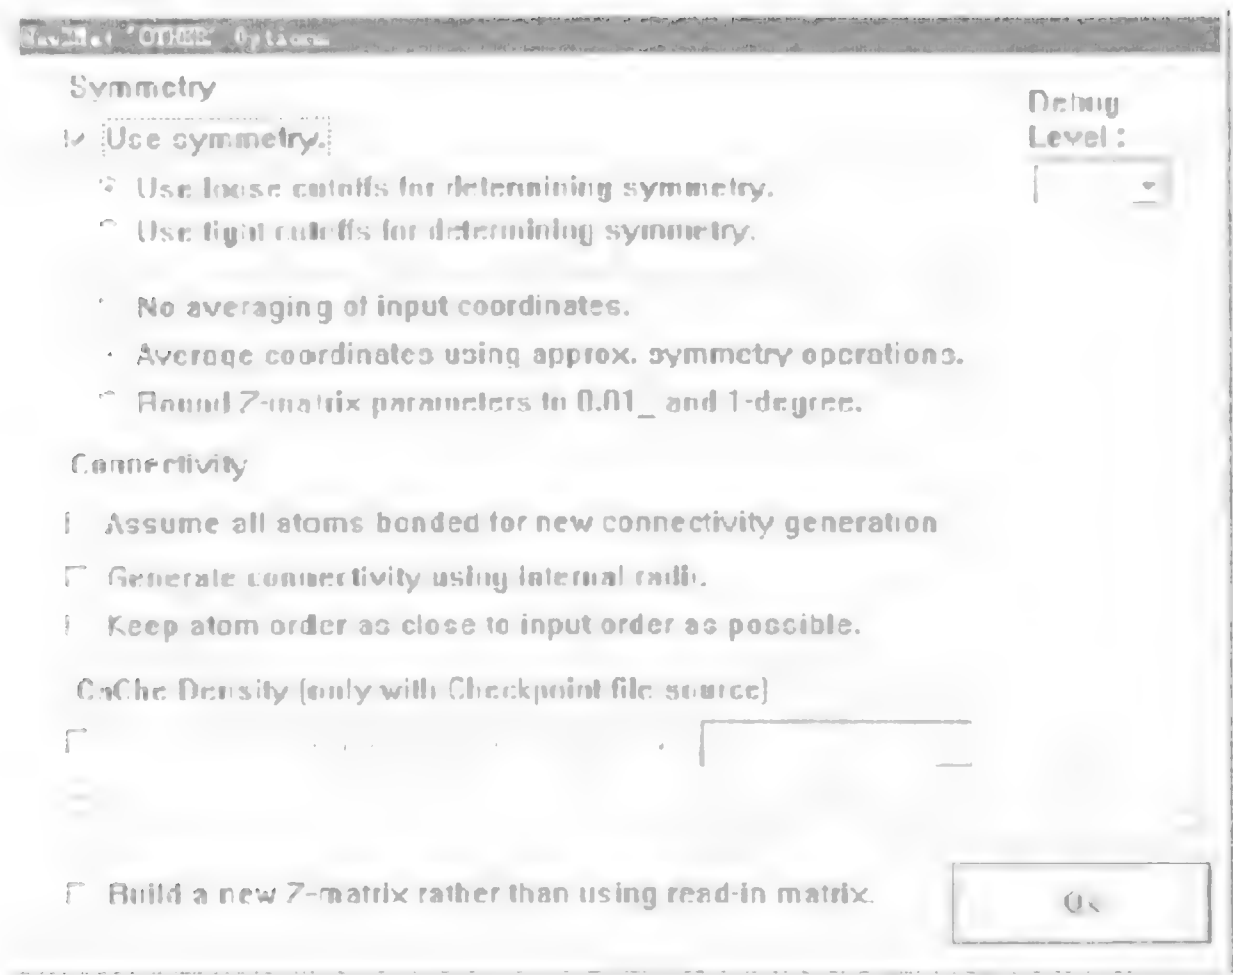 'OTHER' Options
Symmetry
Debug
Level :
Use symmetry.
Use loose cutoffs for determining symmetry.
Use tight cutoffs for determining symmetry.
No averaging of input coordinates.
Average coordinates using approx. symmetry operations.
Round Z-matrix parameters to 0.01_ and 1-degree.
Connectivity
Assume all atoms bonded for new connectivity generation
Generate connectivity using internal radii.
Keep atom order as close to input order as possible.
CaChe Density (only with Checkpoint file source)
Build a new Z-matrix rather than using read-in matrix.
Ok